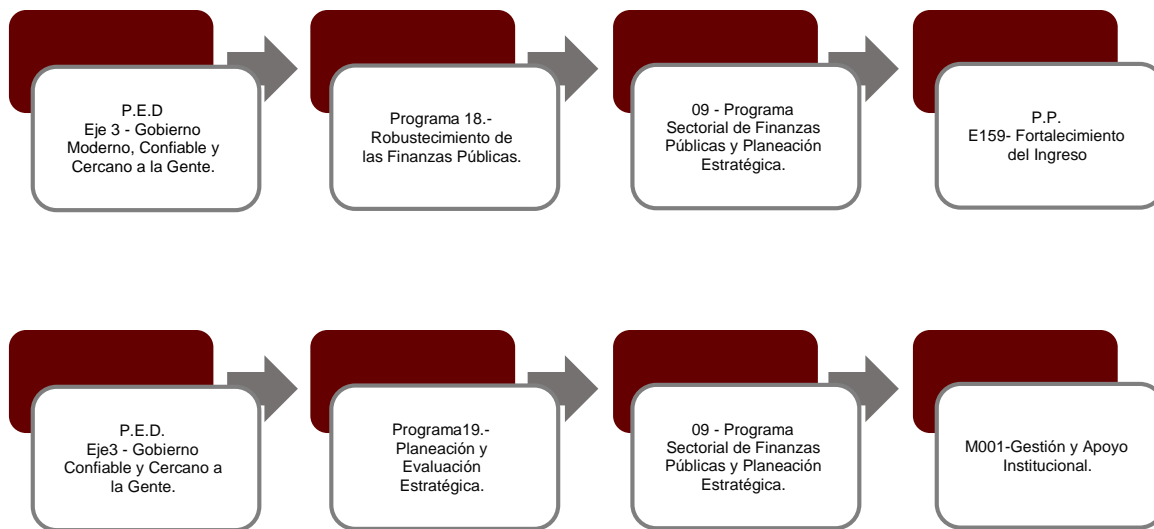 P.E.D
Eje 3 - Gobierno
Moderno, Confiable y
Cercano a la Gente.
Programa 18.-
Robustecimiento de
las Finanzas Públicas.
09 - Programa
Sectorial de Finanzas
Públicas y Planeación
Estratégica.
P.P.
E159- Fortalecimiento
del Ingreso
P.E.D.
Eje3 - Gobierno
Confiable y Cercano a
la Gente.
Programa19.-
Planeación y
Evaluación
Estratégica.
09 - Programa
Sectorial de Finanzas
Públicas y Planeación
Estratégica.
M001-Gestión y Apoyo
Institucional.